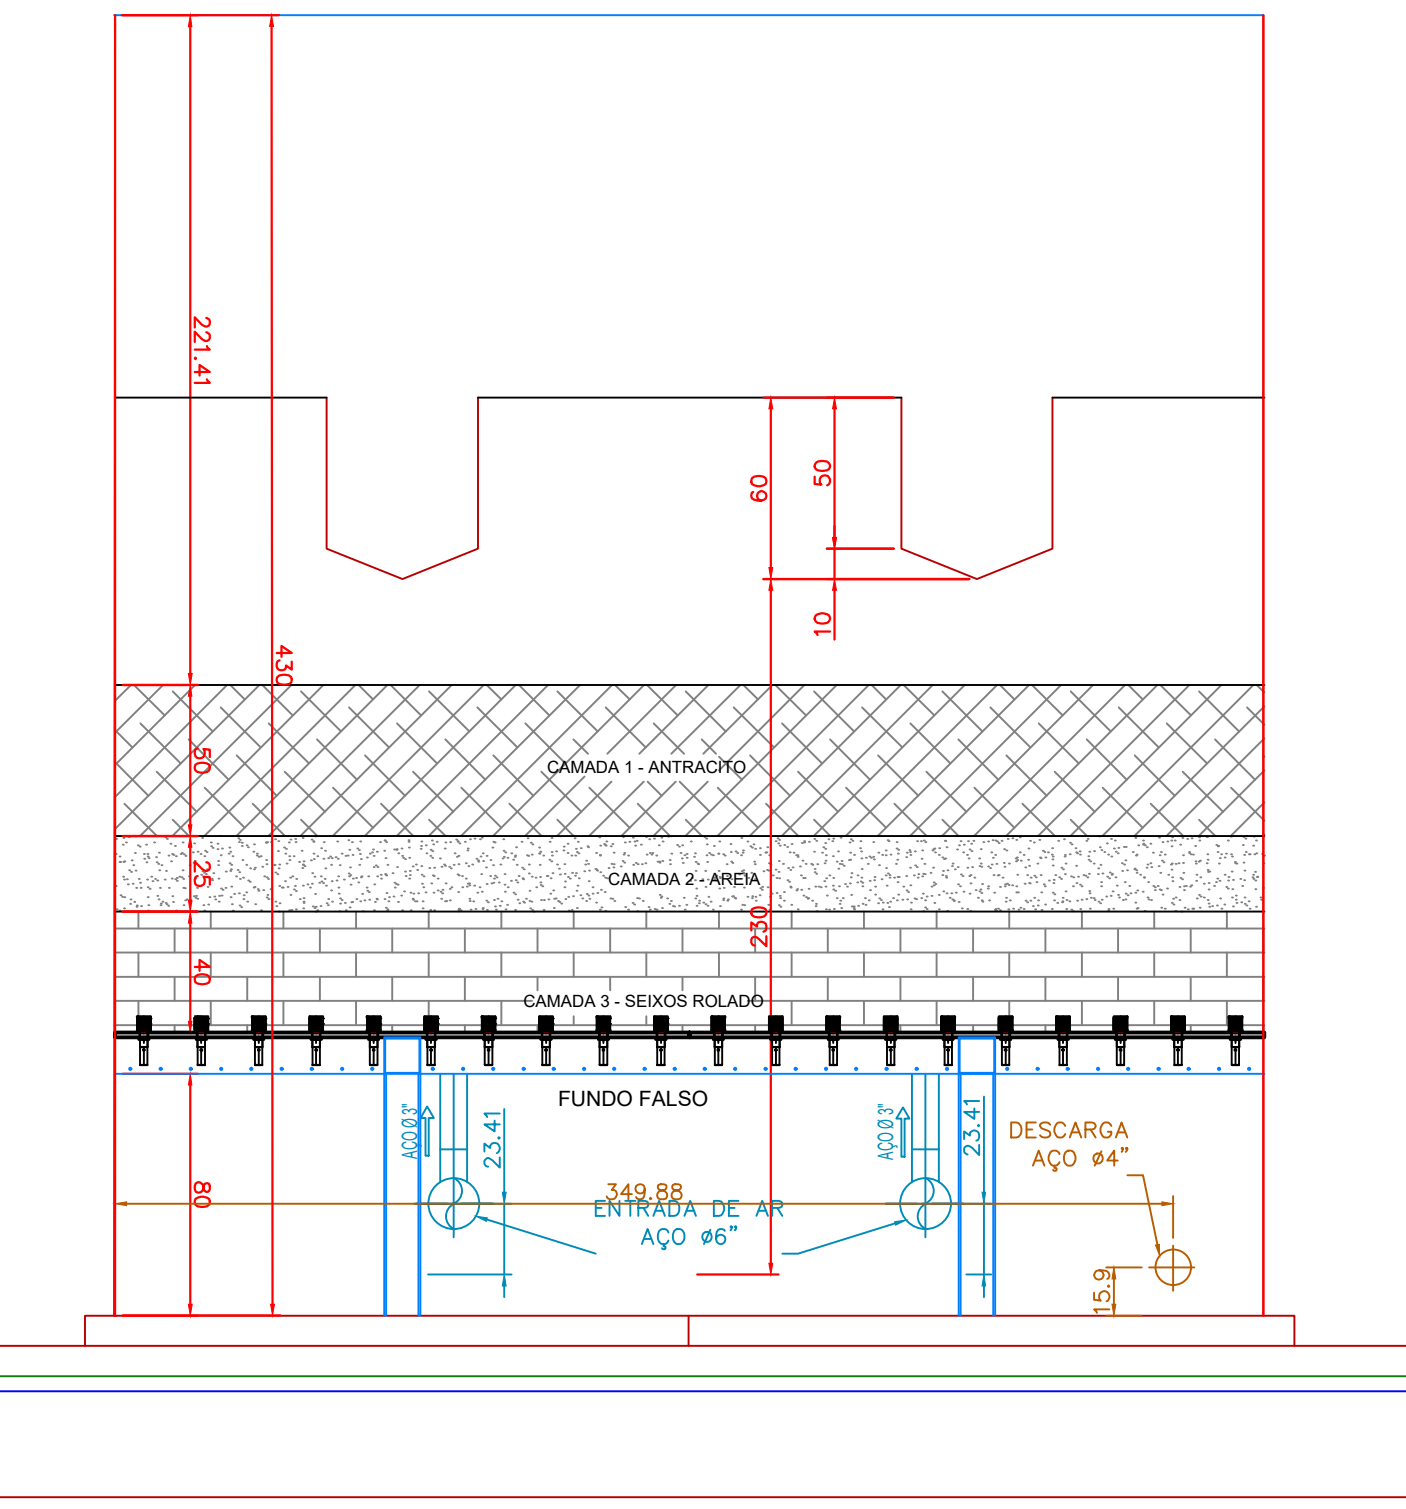 221.41
430
60
50
10
50
CAMADA 1 - ANTRACITO
25
CAMADA 2 - AREIA
230
40
CAMADA 3 - SEIXOS ROLADO
FUNDO FALSO
AÇO Ø 3"
23.41
AÇO Ø 3"
23.41
DESCARGA
AÇO ø4"
80
349.88
ENTRADA DE AR
AÇO ø6"
15.9